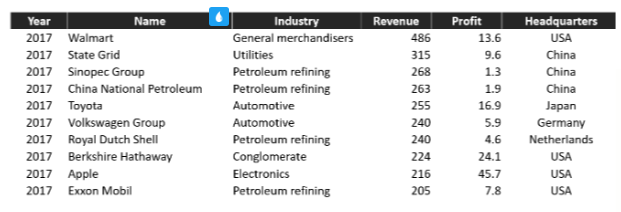 Year Name Industry Revenue Profit Headquarters
2017 Walmart General merchandisers 486 13.6 USA
2017 State Grid Utilities 315 9.6 China
2017 Sinopec Group Petroleum refining 268 1.3 China
2017 China National Petroleum Petroleum refining 263 1.9 China
2017 Toyota Automotive 255 16.9 Japan
2017 Volkswagen Group Automotive 240 5.9 Germany
2017 Royal Dutch Shell Petroleum refining 240 4.6 Netherlands
2017 Berkshire Hathaway Conglomerate 224 24.1 USA
2017 Apple Electronics 216 45.7 USA
2017 Exxon Mobil Petroleum refining 205 7.8 USA